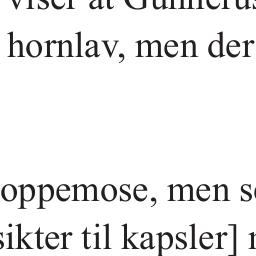 viser at Gunnerus
hornlav, men der
oppemose, men s
sikter til kapsler]